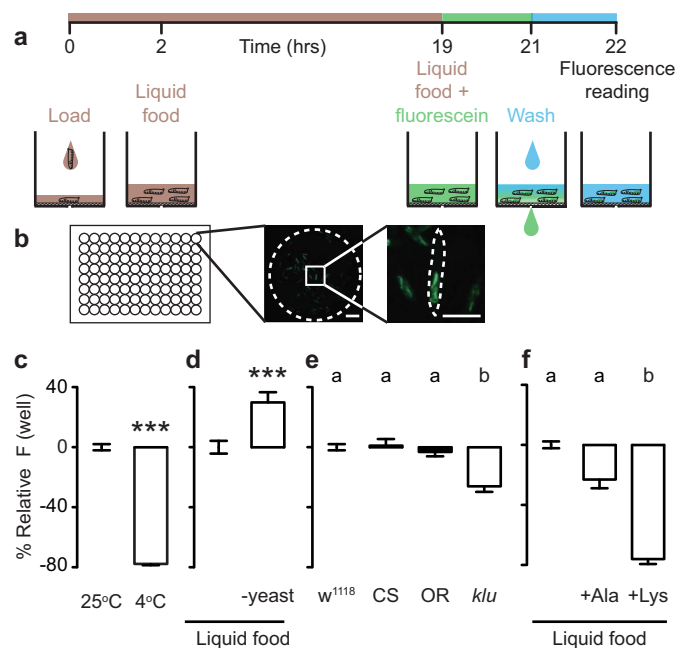 a
0 2 Time (hrs) 19 21 22
Load
Liquid
food
Liquid
food +
fluorescein
Wash
Fluorescence
reading
b
c d e f
% Relative F (well)
40
0
-40
-80
*** *** a a a b a a b
25°C 4°C -yeast w1118 CS OR klu +Ala +Lys
Liquid food Liquid food